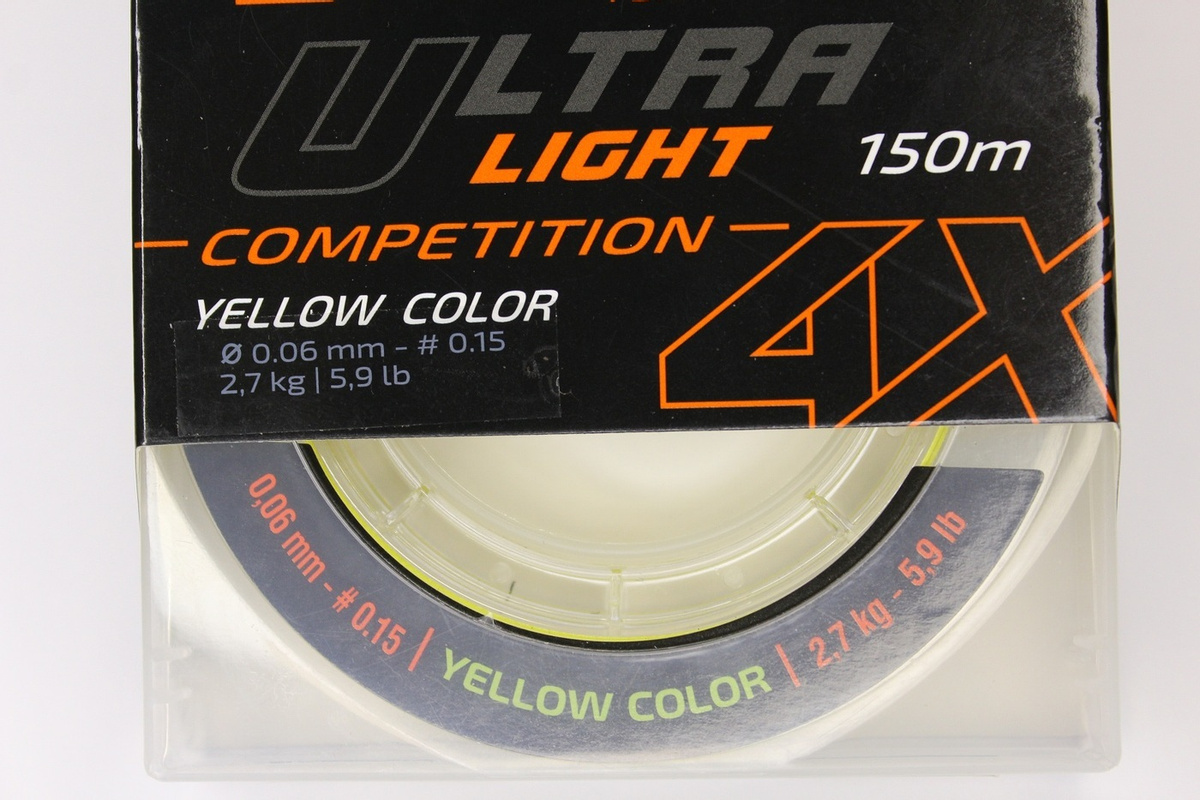 ULTRA
LIGHT
150m
COMPETITION
4X
YELLOW COLOR
Ø 0.06 mm - # 0.15
2,7 kg | 5,9 lb
0,06 mm - # 0.15 | YELLOW COLOR | 2,7 kg - 5,9 lb